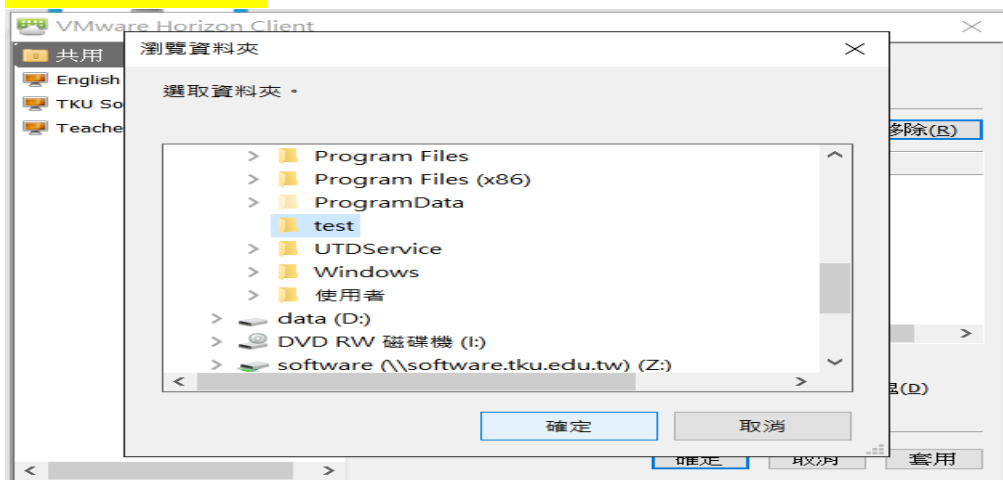 VMware Horizon Client
瀏覽資料夾
共用
English
TKU So
Teache
選取資料夾。
移除(R)
Program Files
Program Files (x86)
ProgramData
test
UTDService
Windows
使用者
data (D:)
DVD RW 磁碟機 (I:)
software (\\software.tku.edu.tw) (Z:)
(D)
確定
取消
確定
取消
套用